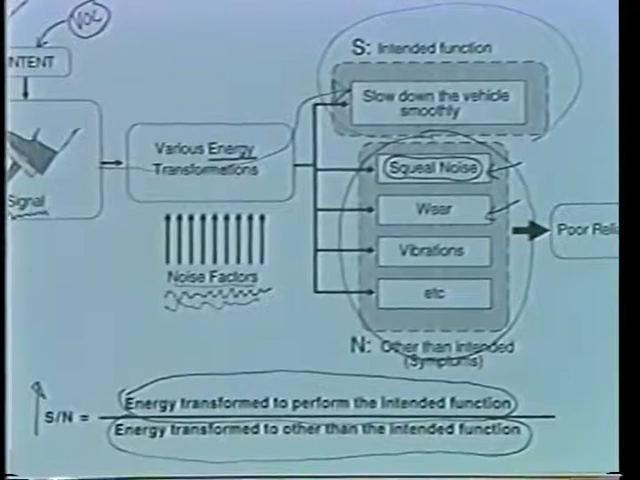 VOC
NTENT
S: Intended function
Slow down the vehicle
smoothly
Various Energy
Transformations
Squeal Noise
Signal
Wear
Poor Reli
Vibrations
Noise Factors
etc
N: Other than intended
(Symptoms)
S/N = Energy transformed to perform the intended function
Energy transformed to other than the intended function